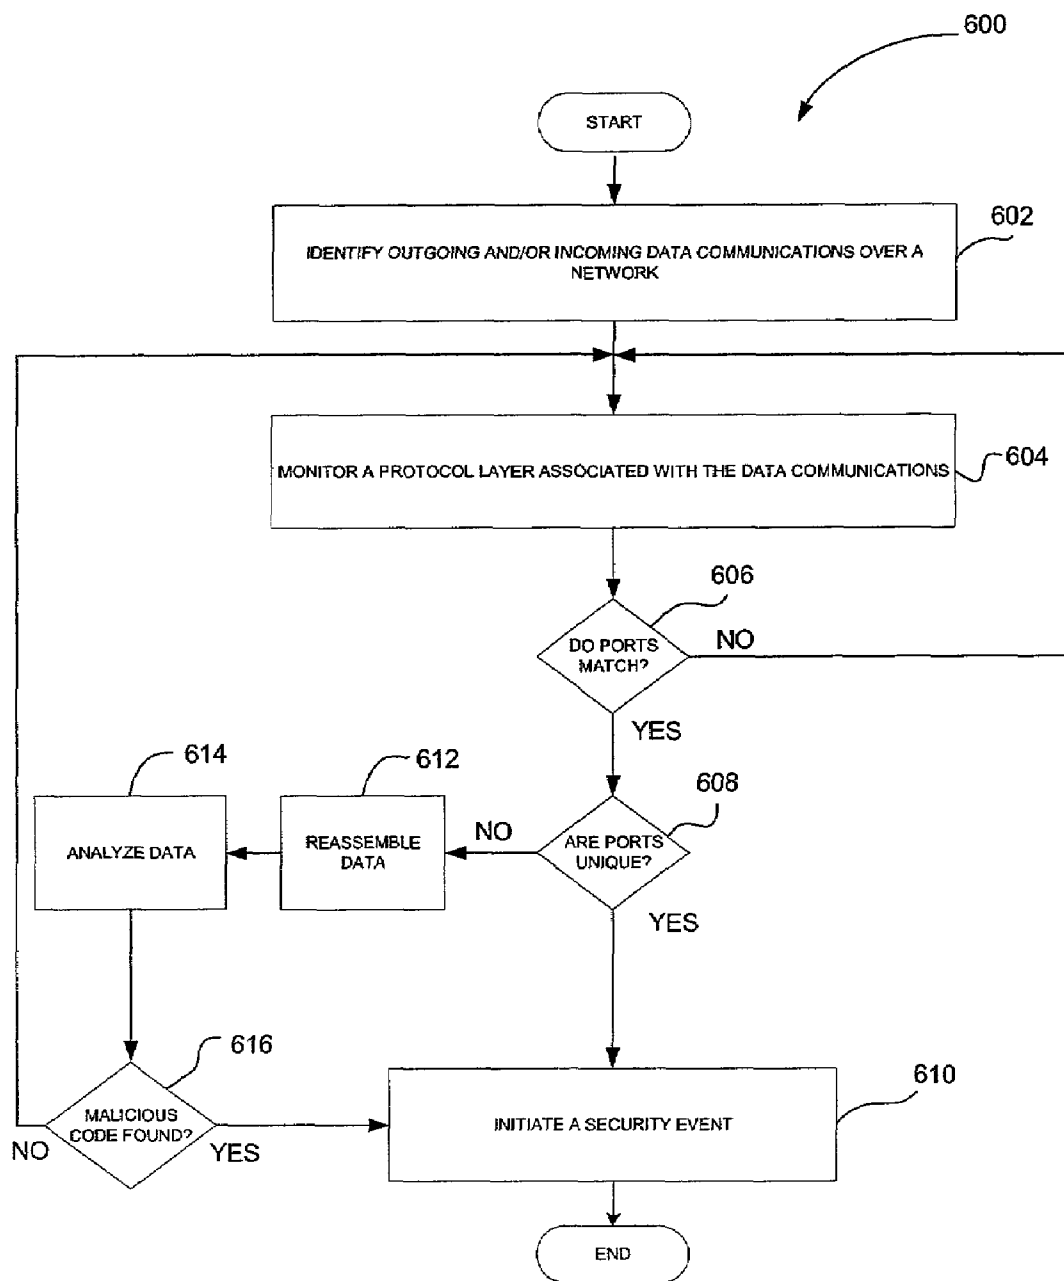 600
START
602
IDENTIFY OUTGOING AND/OR INCOMING DATA COMMUNICATIONS OVER A
NETWORK
MONITOR A PROTOCOL LAYER ASSOCIATED WITH THE DATA COMMUNICATIONS
604
606
DO PORTS
MATCH?
NO
YES
614
612
608
ANALYZE DATA
REASSEMBLE
DATA
NO
ARE PORTS
UNIQUE?
YES
616
610
MALICIOUS
CODE FOUND?
NO
YES
INITIATE A SECURITY EVENT
END